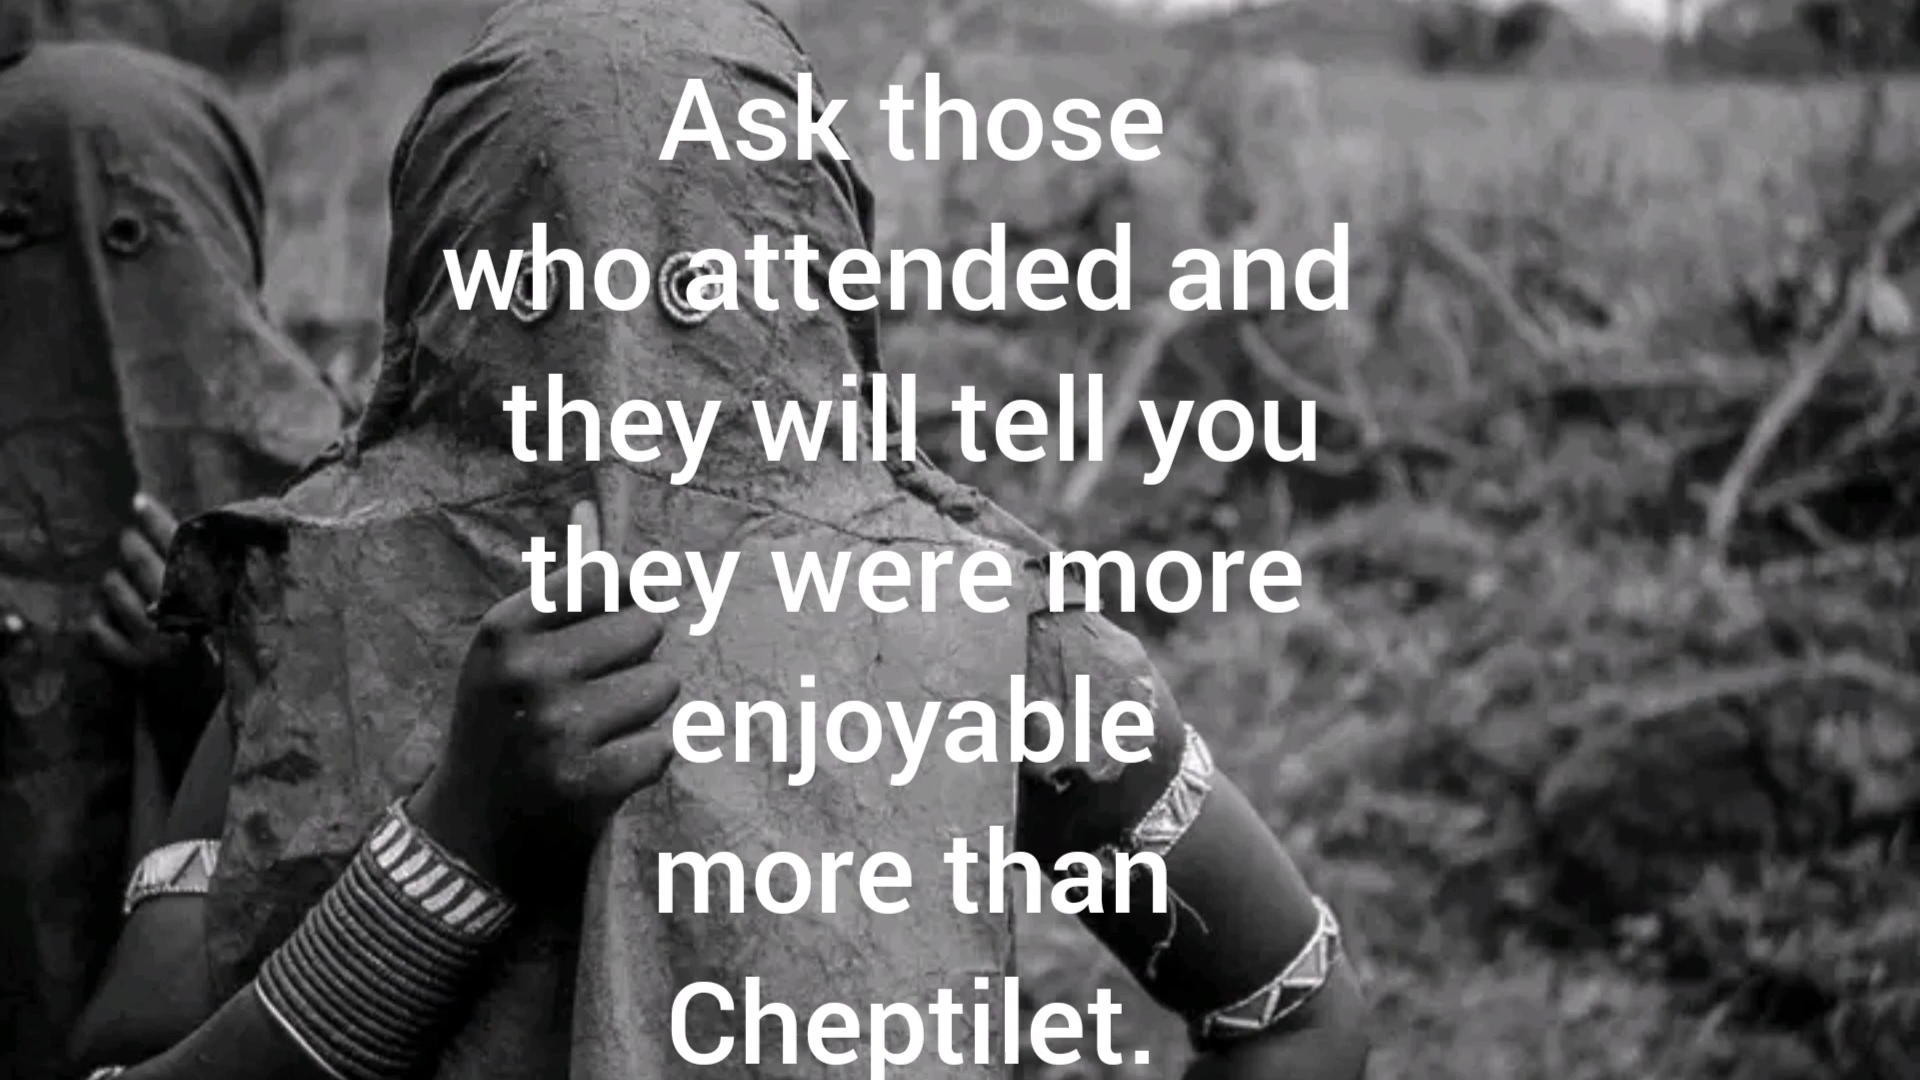 Ask those
who attended and
they will tell you
they were more
enjoyable
more than
Cheptilet.